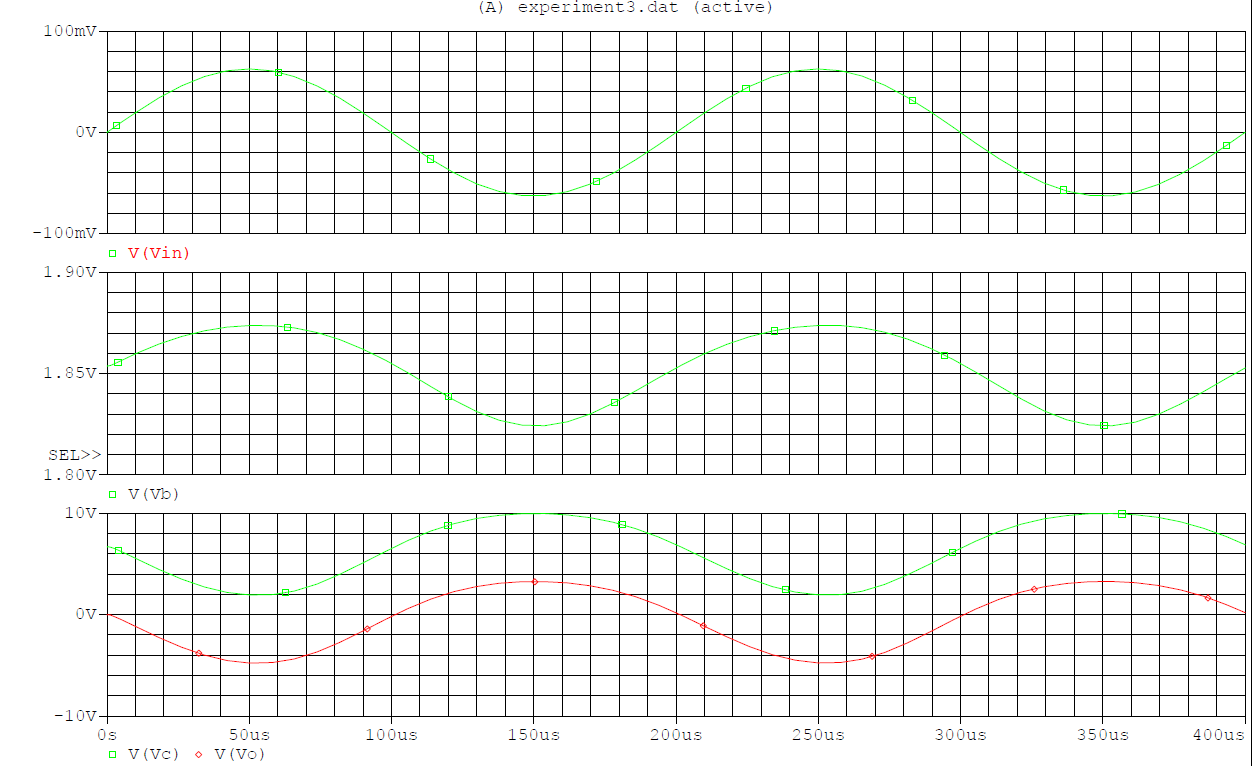 (A) experiment3.dat (active)
100mV
0V
-100mV
V(Vin)
1.90V
1.85V
SEL>>
1.80V
V(Vb)
10V
0V
-10V
0s 50us 100us 150us 200us 250us 300us 350us 400us
V(Vc) V(Vo)